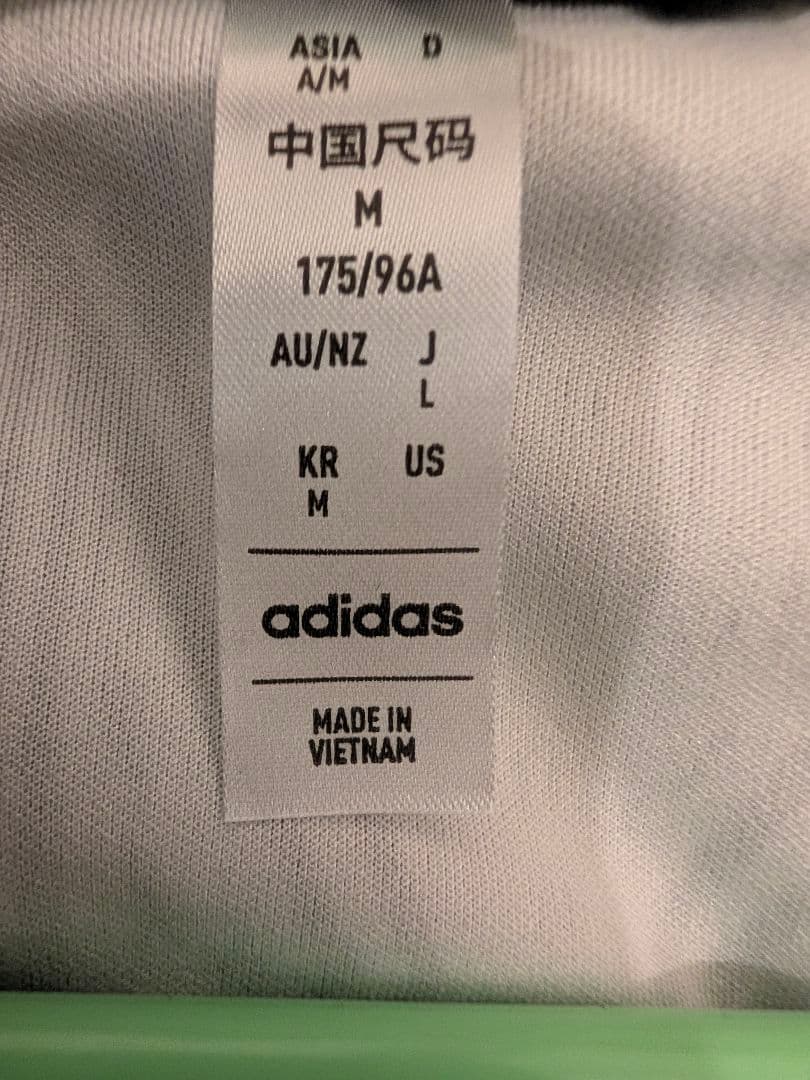 ASIA D
A/M
中国尺码
M
175/96A
AU/NZ J
L
KR US
M
adidas
MADE IN
VIETNAM